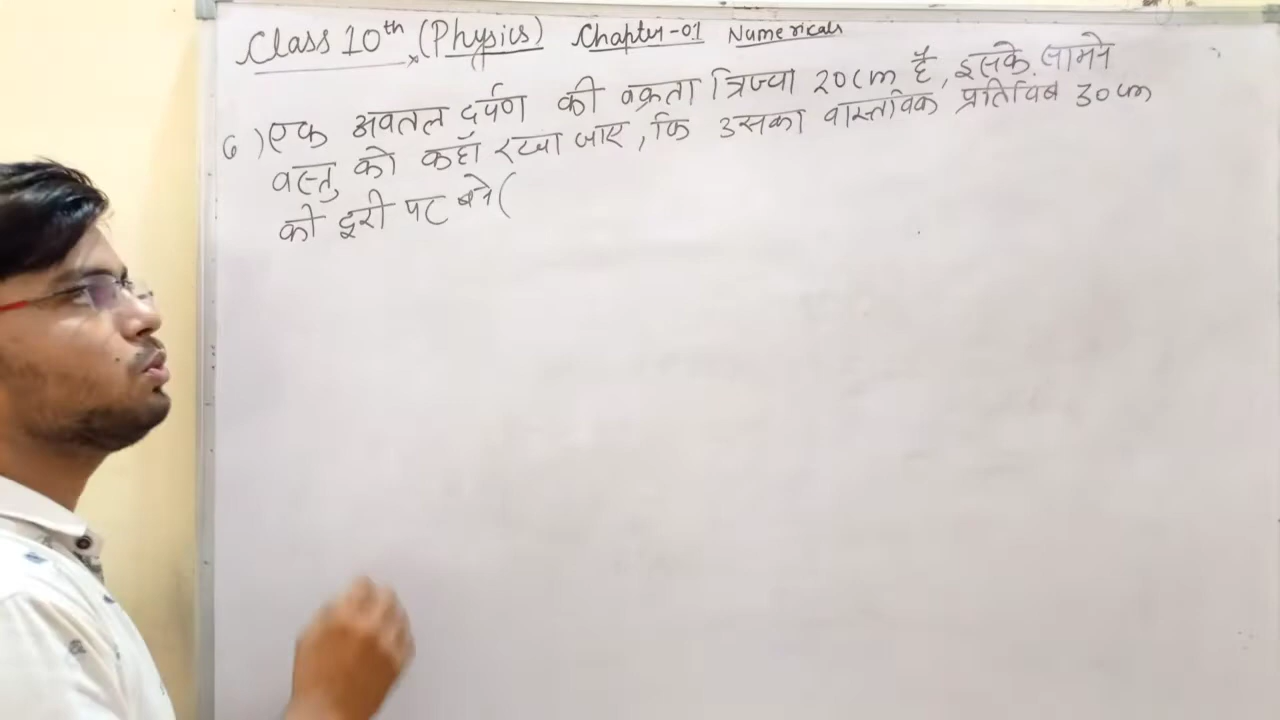 Class 10th (Physics) Chapter-01 Numericals
6) एक अवतल दर्पण की वक्रता त्रिज्या 20cm है, इसके सामने
वस्तु को कहाँ रखा जाए, कि उसका वास्तविक प्रतिविंब 30cm
की दूरी पर बने(